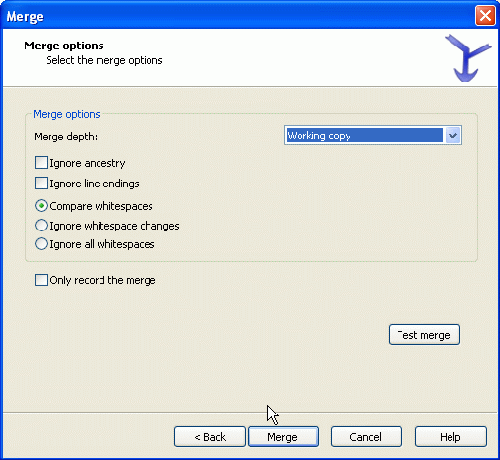 Merge
Merge options
Select the merge options
Merge options
Merge depth: Working copy
Ignore ancestry
Ignore line endings
Compare whitespaces
Ignore whitespace changes
Ignore all whitespaces
Only record the merge
Test merge
< Back Merge Cancel Help